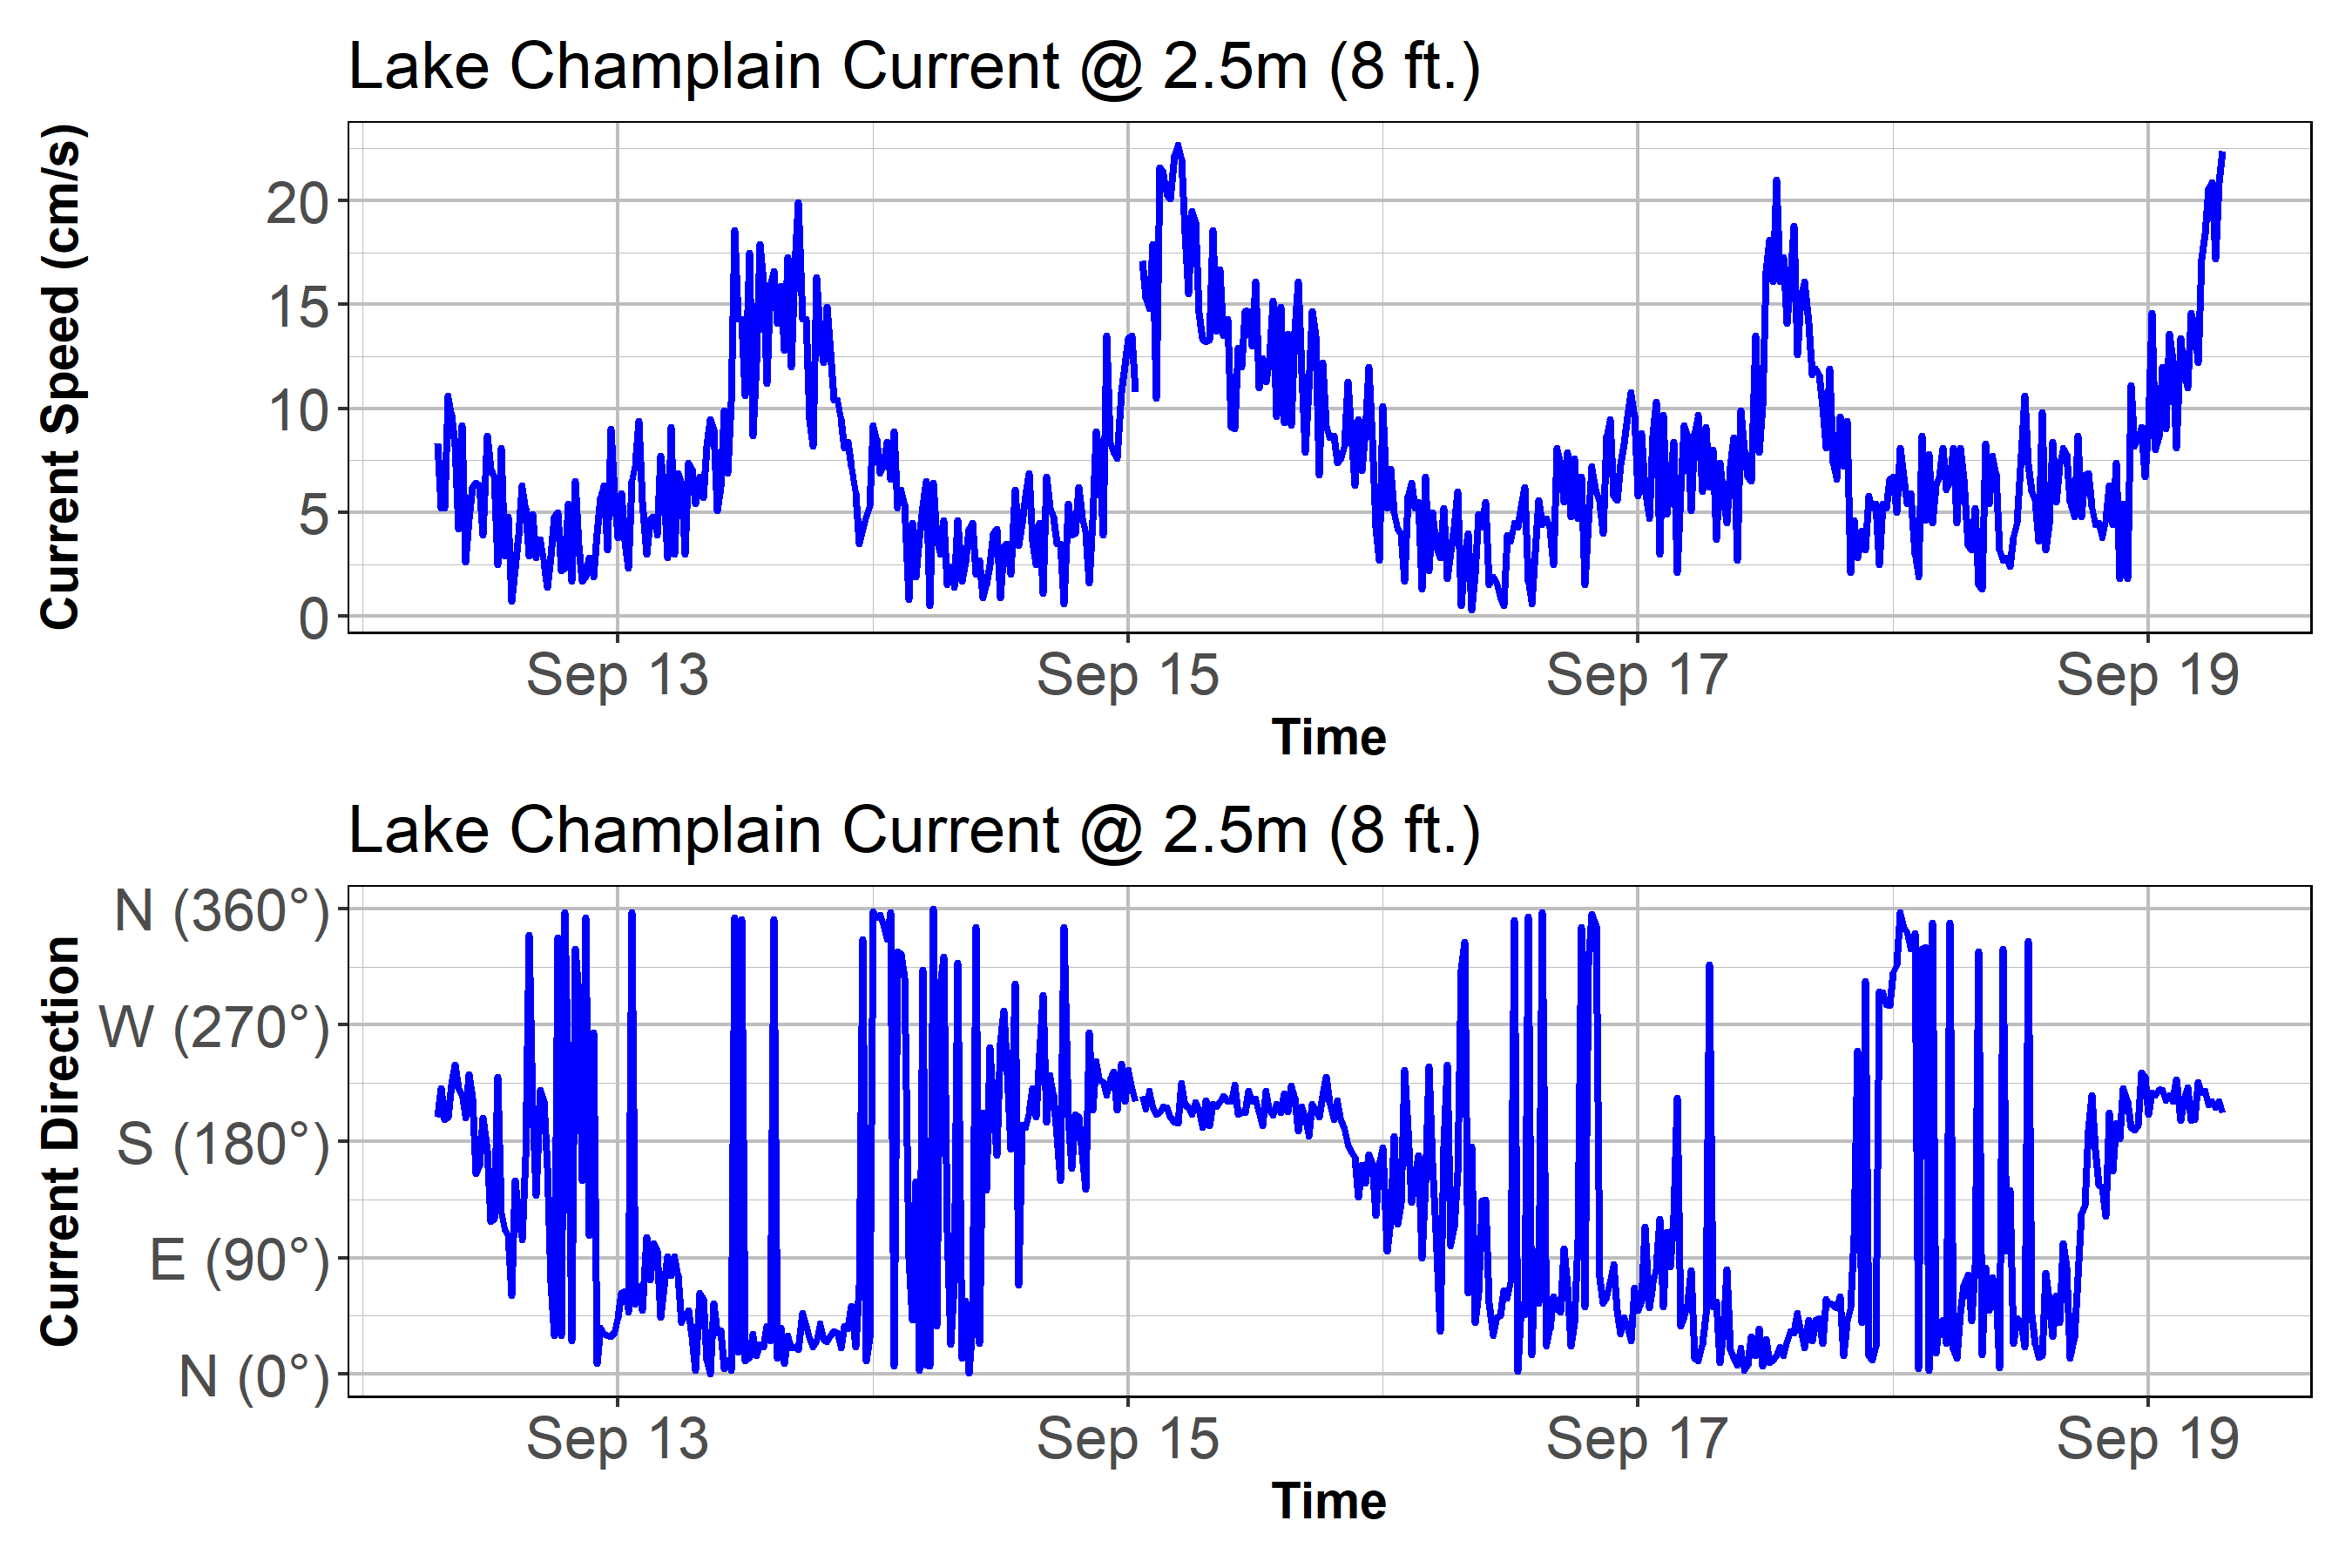 Lake Champlain Current @ 2.5m (8 ft.)
Current Speed (cm/s)
20
15
10
5
0
Sep 13 Sep 15 Sep 17 Sep 19
Time
Lake Champlain Current @ 2.5m (8 ft.)
Current Direction
N (360°)
W (270°)
S (180°)
E (90°)
N (0°)
Sep 13 Sep 15 Sep 17 Sep 19
Time